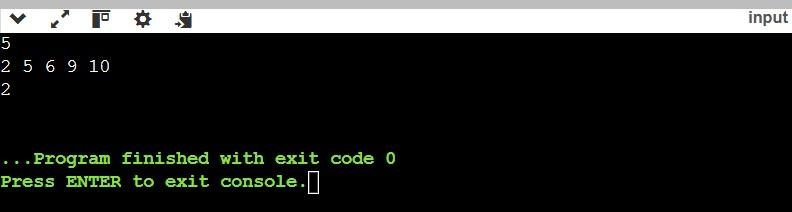 input
5
2 5 6 9 10
2
...Program finished with exit code 0
Press ENTER to exit console.